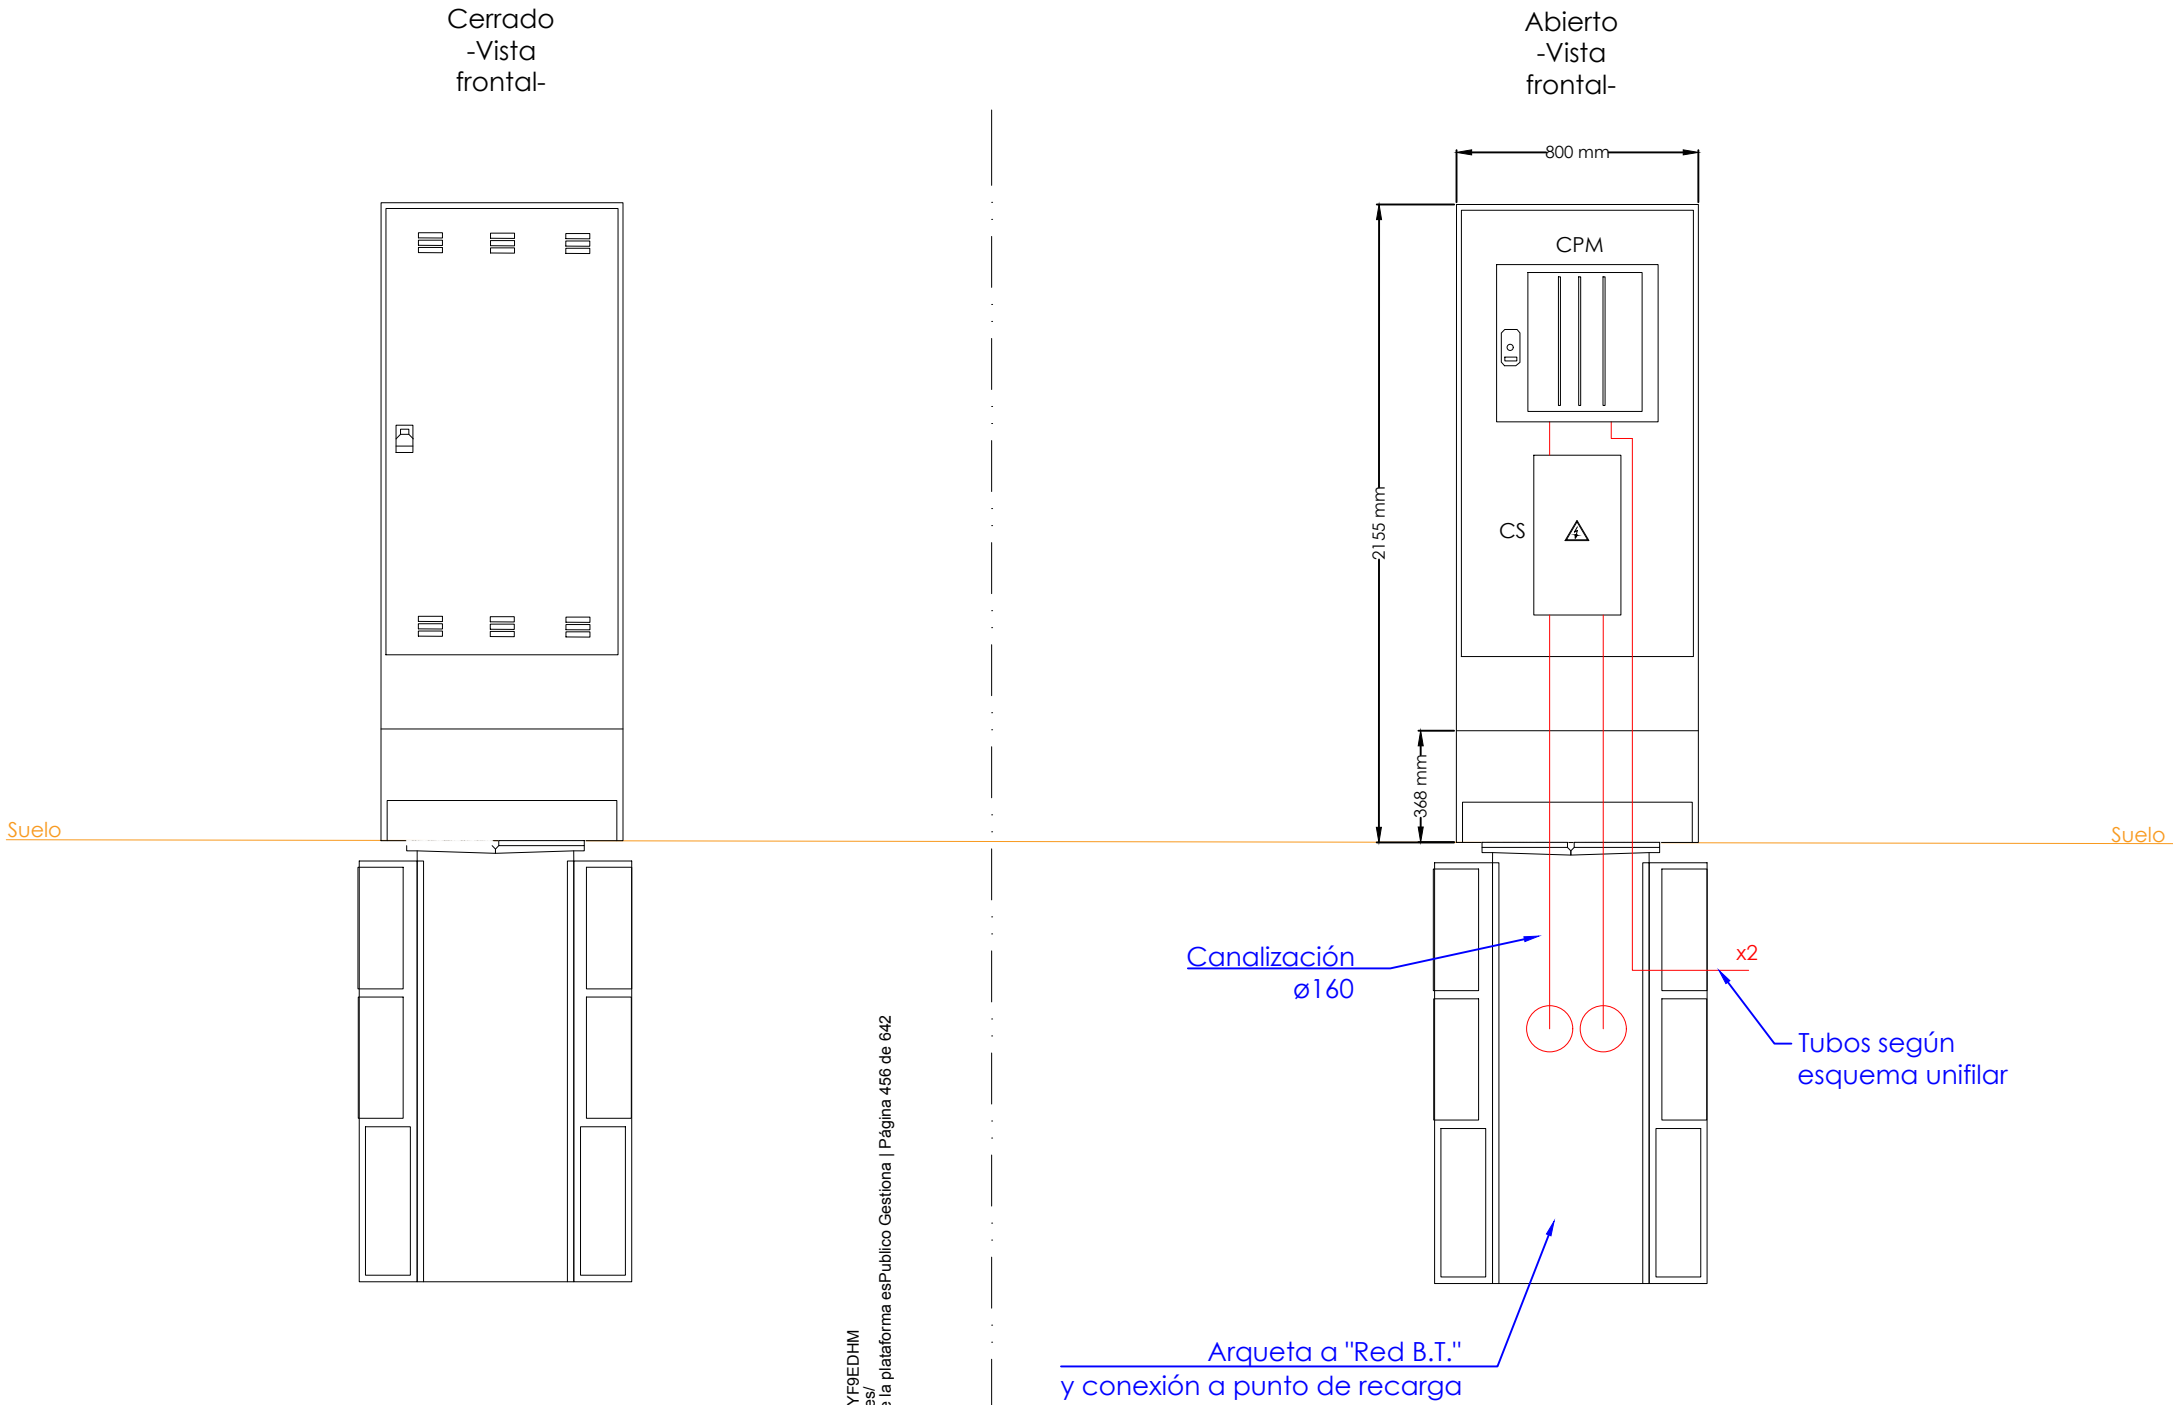 Cerrado
-Vista
frontal-
Abierto
-Vista
frontal-
800 mm
CPM
2155 mm
CS
368 mm
Suelo
Suelo
Canalización
ø160
x2
Tubos según
esquema unifilar
Arqueta a "Red B.T."
y conexión a punto de recarga
YF9EDHM
es/
la plataforma esPublico Gestiona | Página 456 de 642